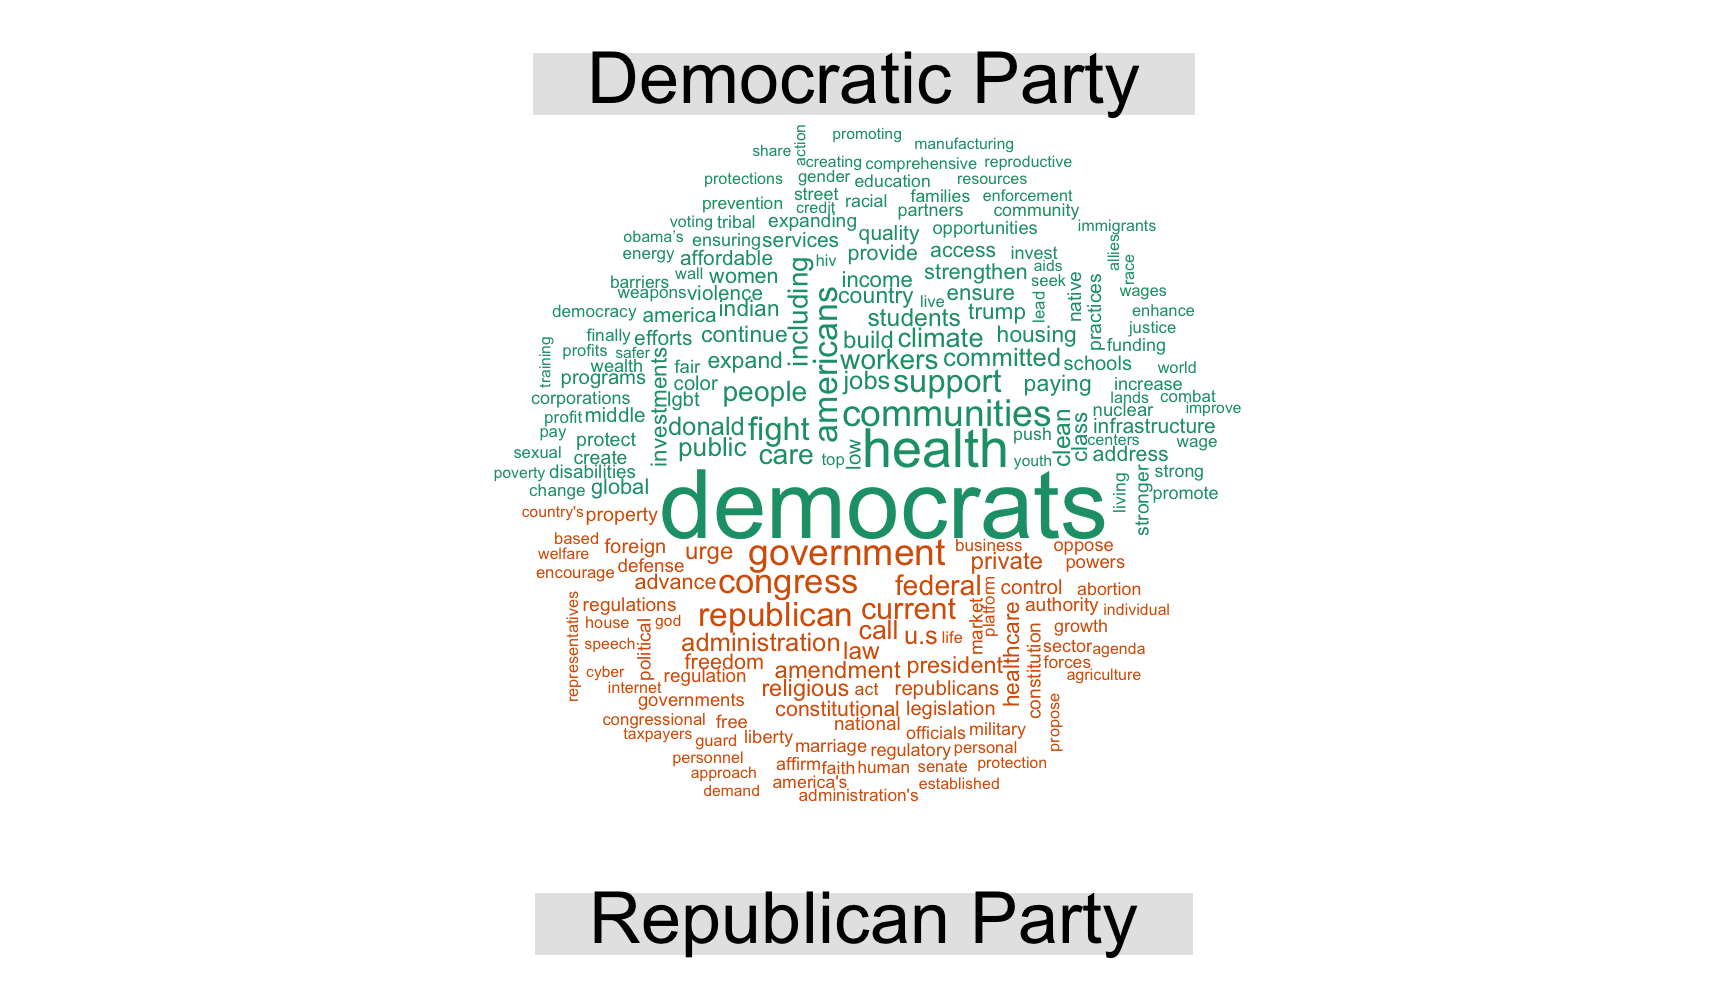 Democratic Party
action
promoting
share
manufacturing
creating comprehensive reproductive
protections gender education resources
street families enforcement
prevention credit racial partners community
voting tribal expanding opportunities immigrants
obama's ensuring services quality
energy affordable hiv provide access invest allies
barriers wall women including income strengthen aids seek race
weapons violence country live ensure lead native practices wages
democracy america indian americans students trump enhance
finally efforts continue build climate housing justice
training profits safer workers committed funding
wealth fair expand schools world
programs investments color people jobs support paying increase
corporations lgbt lands combat
profit middle communities nuclear improve
pay donald fight clean class infrastructure
protect public push centers wage
sexual create care top low health youth address
poverty disabilities strong
change global democrats living stronger promote
country's property
based foreign urge government business oppose
welfare defense private powers
encourage advance congress federal control abortion
representatives regulations republican current market platform authority individual
house god call u.s life healthcare growth
speech political administration law constitution sector agenda
cyber freedom amendment president forces
internet regulation religious act republicans agriculture
governments constitutional legislation
congressional free national officials military propose
taxpayers guard liberty marriage regulatory personal
personnel affirm faith human senate protection
approach america's established
demand administration's
Republican Party